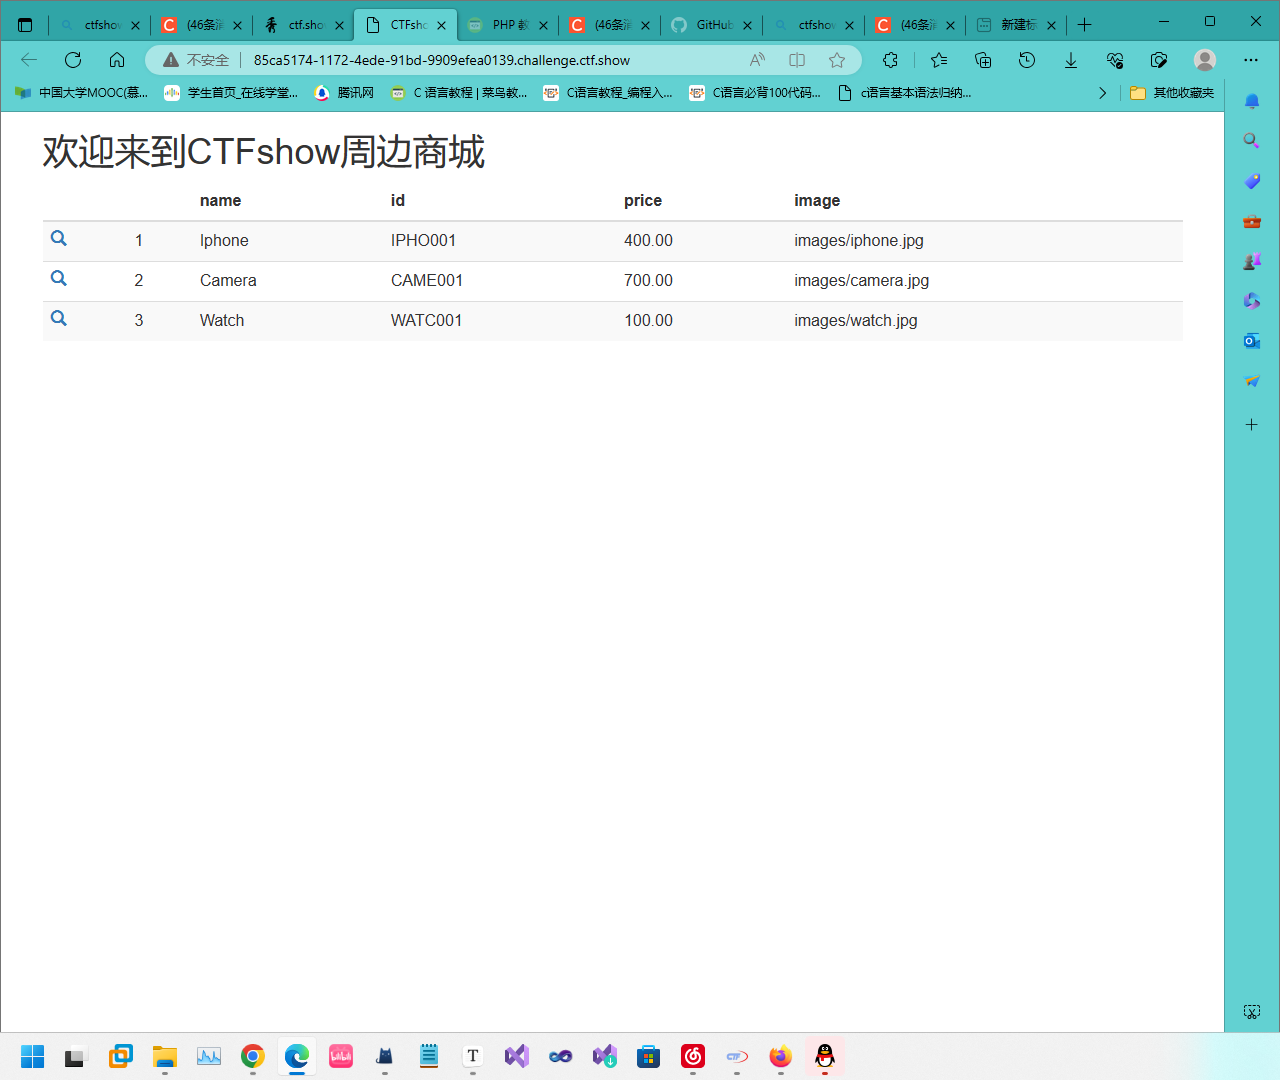 ctfshow
(46条消
ctf.sho
CTFsho
PHP 教
(46条消
GitHub
ctfshow
(46条消
新建标
不安全
85ca5174-1172-4ede-91bd-9909efea0139.challenge.ctf.show
中国大学MOOC(慕...
学生首页_在线学堂...
腾讯网
C 语言教程 | 菜鸟教...
C语言教程_编程入...
C语言必背100代码...
c语言基本语法归纳...
其他收藏夹
欢迎来到CTFshow周边商城
name id price image
1 Iphone IPHO001 400.00 images/iphone.jpg
2 Camera CAME001 700.00 images/camera.jpg
3 Watch WATC001 100.00 images/watch.jpg